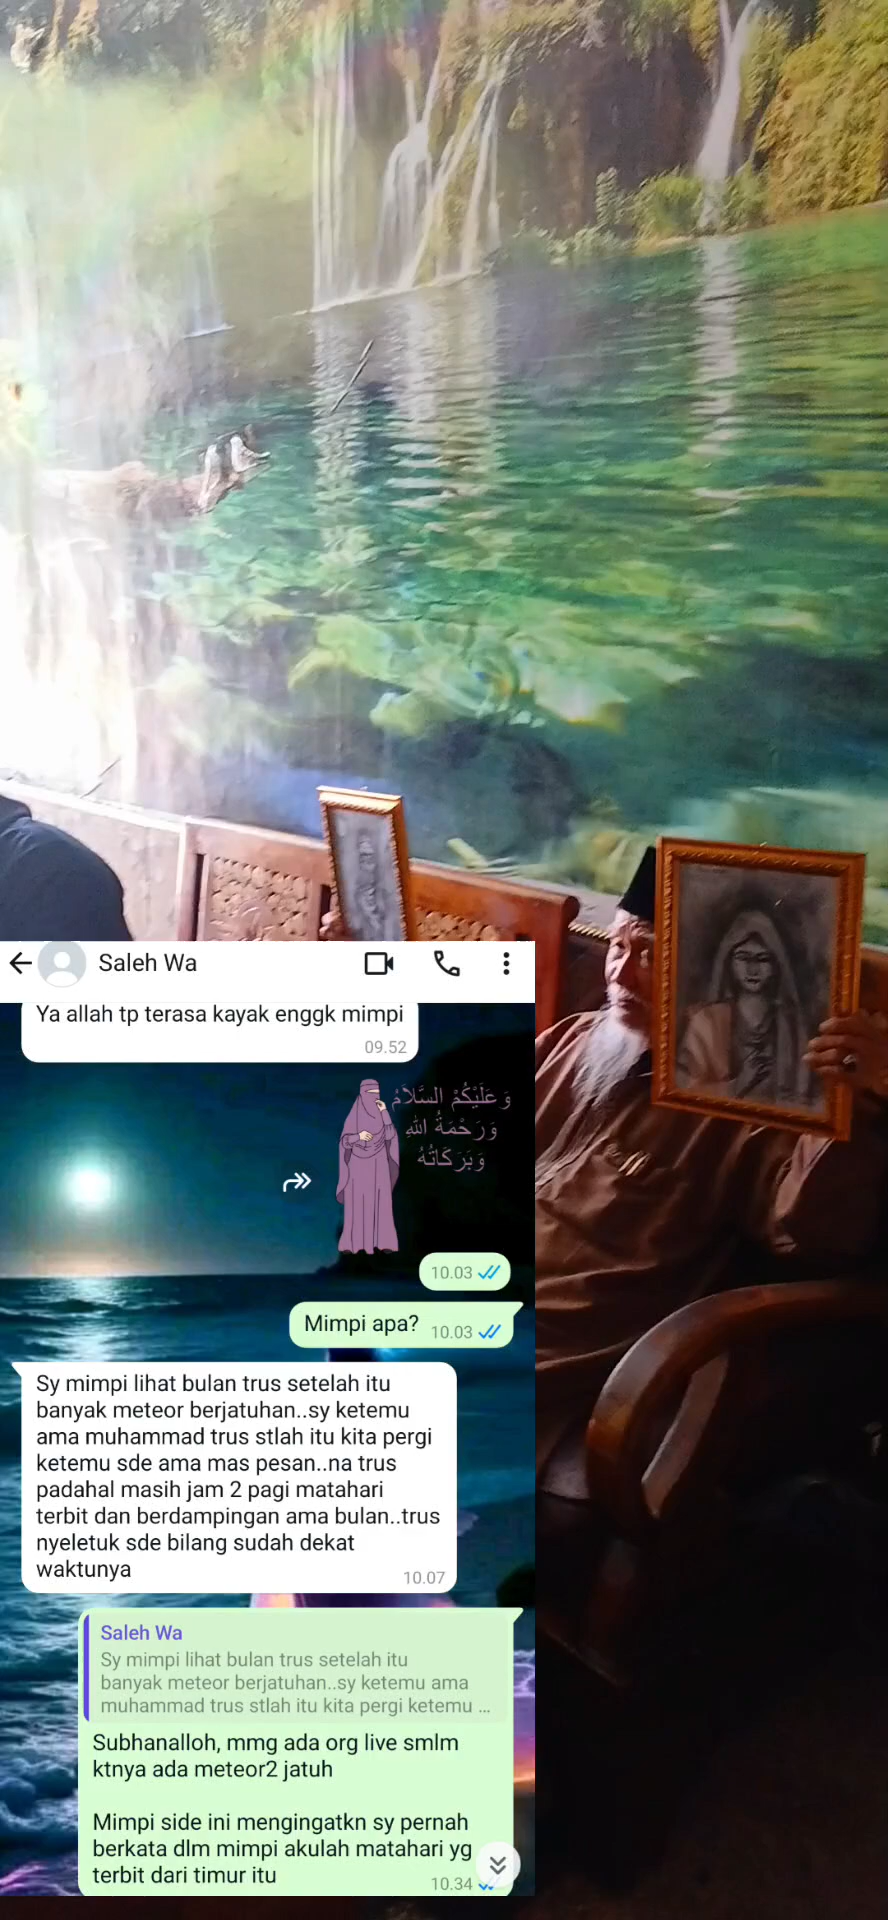 Saleh Wa
Ya allah tp terasa kayak enggk mimpi
09.52
وَعَلَيْكُمُ السَّلاَمُ
وَرَحْمَةُ اللهِ
وَبَرَكَاتُهُ
10.03
Mimpi apa?
10.03
Sy mimpi lihat bulan trus setelah itu
banyak meteor berjatuhan..sy ketemu
ama muhammad trus stlah itu kita pergi
ketemu sde ama mas pesan..na trus
padahal masih jam 2 pagi matahari
terbit dan berdampingan ama bulan..trus
nyeletuk sde bilang sudah dekat
waktunya
10.07
Saleh Wa
Sy mimpi lihat bulan trus setelah itu
banyak meteor berjatuhan..sy ketemu ama
muhammad trus stlah itu kita pergi ketemu ...
Subhanalloh, mmg ada org live smlm
ktnya ada meteor2 jatuh
Mimpi side ini mengingatkn sy pernah
berkata dlm mimpi akulah matahari yg
terbit dari timur itu
10.34